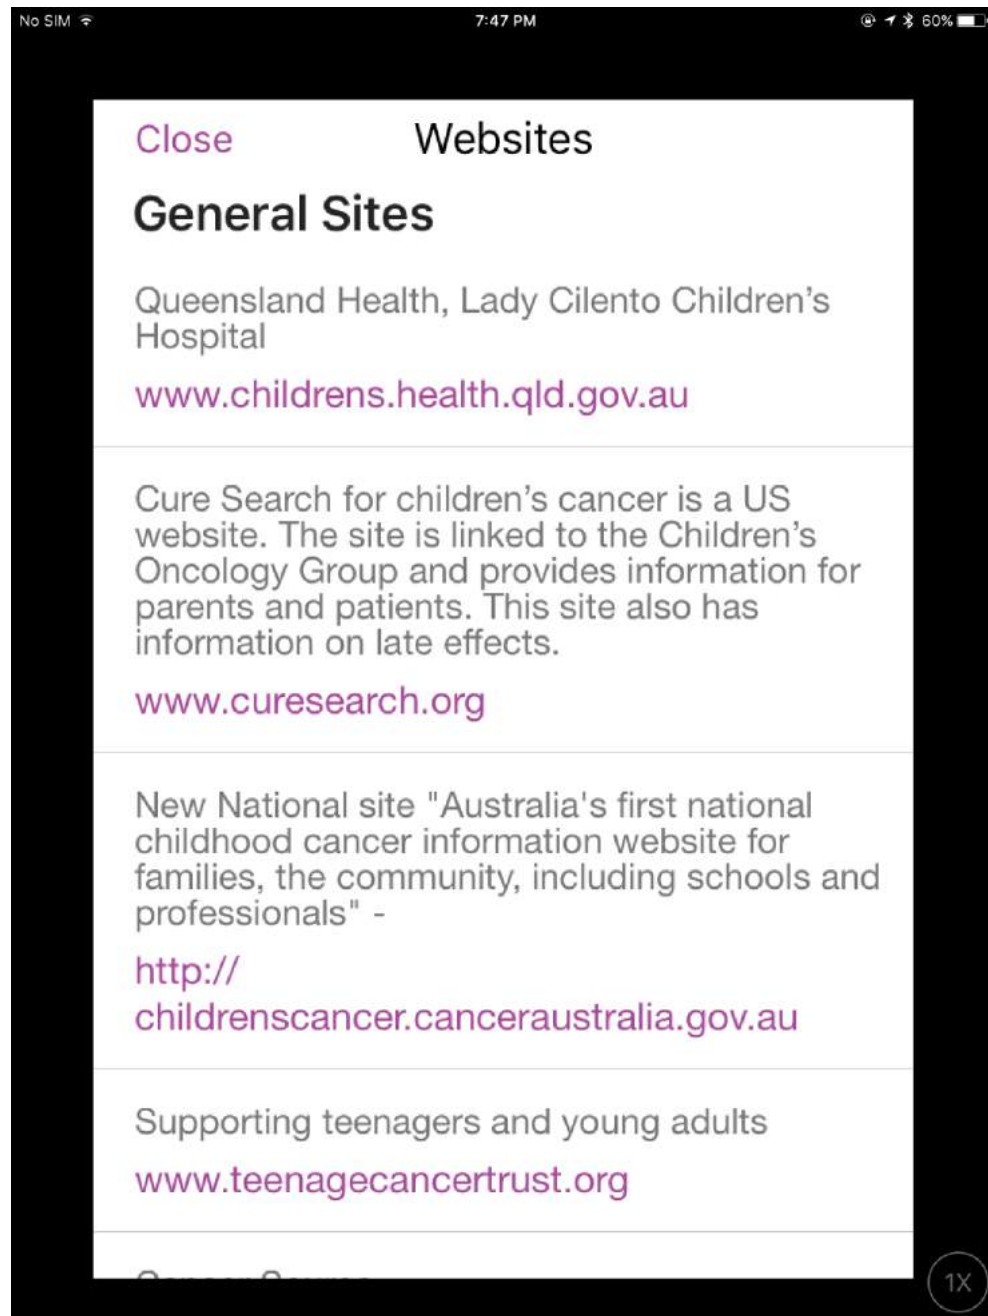 No SIM 7:47 PM 60%
Close Websites
General Sites
Queensland Health, Lady Cilento Children’s
Hospital
www.childrens.health.qld.gov.au
Cure Search for children’s cancer is a US
website. The site is linked to the Children’s
Oncology Group and provides information for
parents and patients. This site also has
information on late effects.
www.curesearch.org
New National site "Australia's first national
childhood cancer information website for
families, the community, including schools and
professionals" -
http://
childrenscancer.canceraustralia.gov.au
Supporting teenagers and young adults
www.teenagecancertrust.org
1X